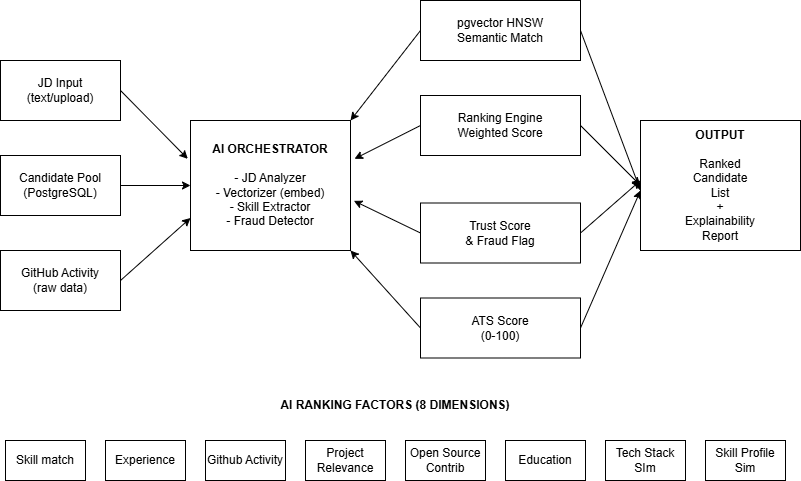 pgvector HNSW
Semantic Match
JD Input
(text/upload)
Ranking Engine
Weighted Score
AI ORCHESTRATOR
- JD Analyzer
- Vectorizer (embed)
- Skill Extractor
- Fraud Detector
OUTPUT
Ranked
Candidate
List
+
Explainability
Report
Candidate Pool
(PostgreSQL)
Trust Score
& Fraud Flag
GitHub Activity
(raw data)
ATS Score
(0-100)
AI RANKING FACTORS (8 DIMENSIONS)
Skill match
Experience
Github Activity
Project
Relevance
Open Source
Contrib
Education
Tech Stack
SIm
Skill Profile
Sim